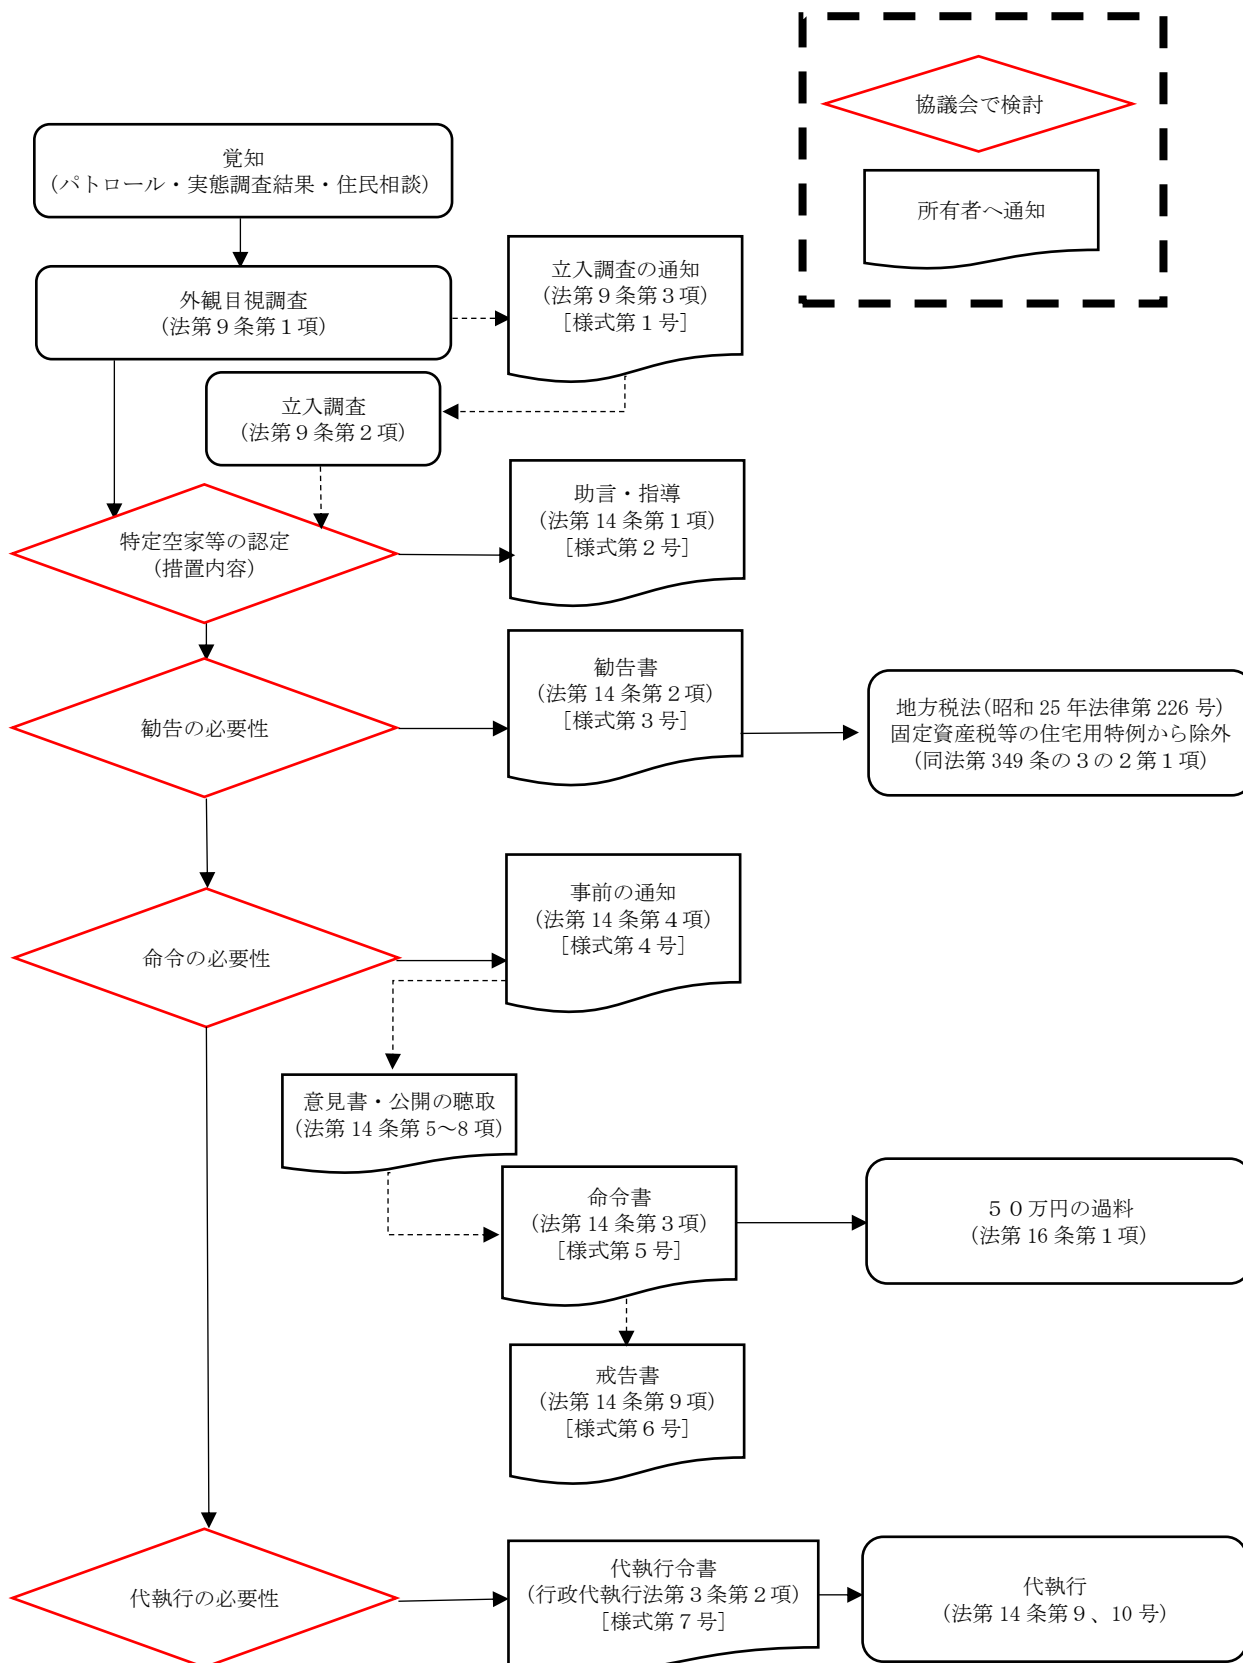 協議会で検討
所有者へ通知
覚知
(パトロール・実態調査結果・住民相談)
外観目視調査
(法第９条第１項)
立入調査の通知
(法第９条第３項)
［様式第１号］
立入調査
(法第９条第２項)
特定空家等の認定
(措置内容)
助言・指導
(法第 14 条第１項)
［様式第２号］
勧告の必要性
勧告書
(法第 14 条第２項)
［様式第３号］
地方税法(昭和 25 年法律第 226 号)
固定資産税等の住宅用特例から除外
(同法第 349 条の３の２第１項)
命令の必要性
事前の通知
(法第 14 条第４項)
［様式第４号］
意見書・公開の聴取
(法第 14 条第 5～8 項)
命令書
(法第 14 条第３項)
［様式第５号］
５０万円の過料
(法第 16 条第１項)
戒告書
(法第 14 条第９項)
［様式第６号］
代執行の必要性
代執行令書
(行政代執行法第３条第２項)
［様式第７号］
代執行
(法第 14 条第９、10 号)